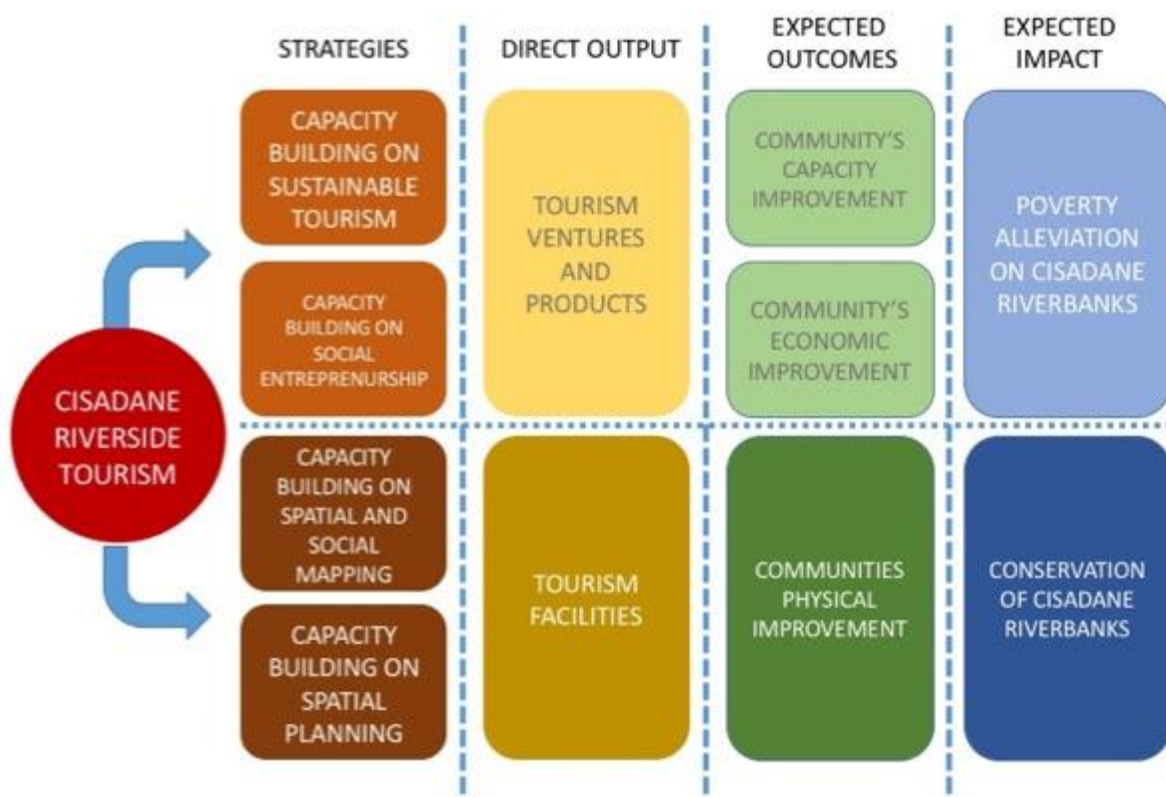 STRATEGIES
DIRECT OUTPUT
EXPECTED
OUTCOMES
EXPECTED
IMPACT
CAPACITY
BUILDING ON
SUSTAINABLE
TOURISM
CAPACITY
BUILDING ON
SOCIAL
ENTREPRENURSHIP
TOURISM
VENTURES
AND
PRODUCTS
COMMUNITY'S
CAPACITY
IMPROVEMENT
COMMUNITY'S
ECONOMIC
IMPROVEMENT
POVERTY
ALLEVIATION
ON CISADANE
RIVERBANKS
CISADANE
RIVERSIDE
TOURISM
CAPACITY
BUILDING ON
SPATIAL AND
SOCIAL
MAPPING
CAPACITY
BUILDING ON
SPATIAL
PLANNING
TOURISM
FACILITIES
COMMUNITIES
PHYSICAL
IMPROVEMENT
CONSERVATION
OF CISADANE
RIVERBANKS